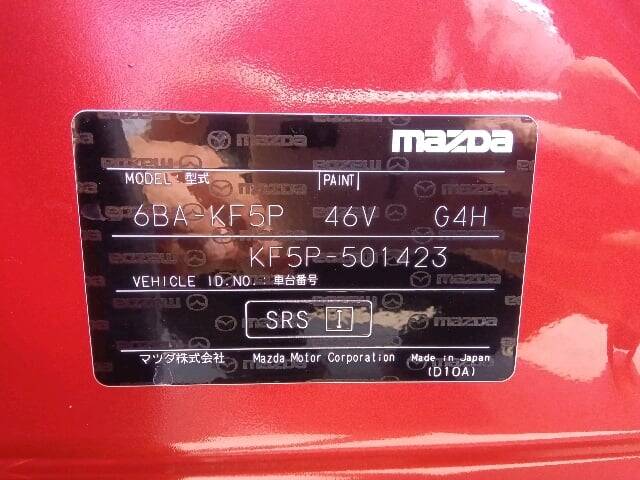 mazda
MODEL : 型式 PAINT
6BA-KF5P 46V G4H
KF5P-501423
VEHICLE ID.NO. : 車台番号
SRS I
マツダ株式会社 Mazda Motor Corporation Made in Japan
(D10A)